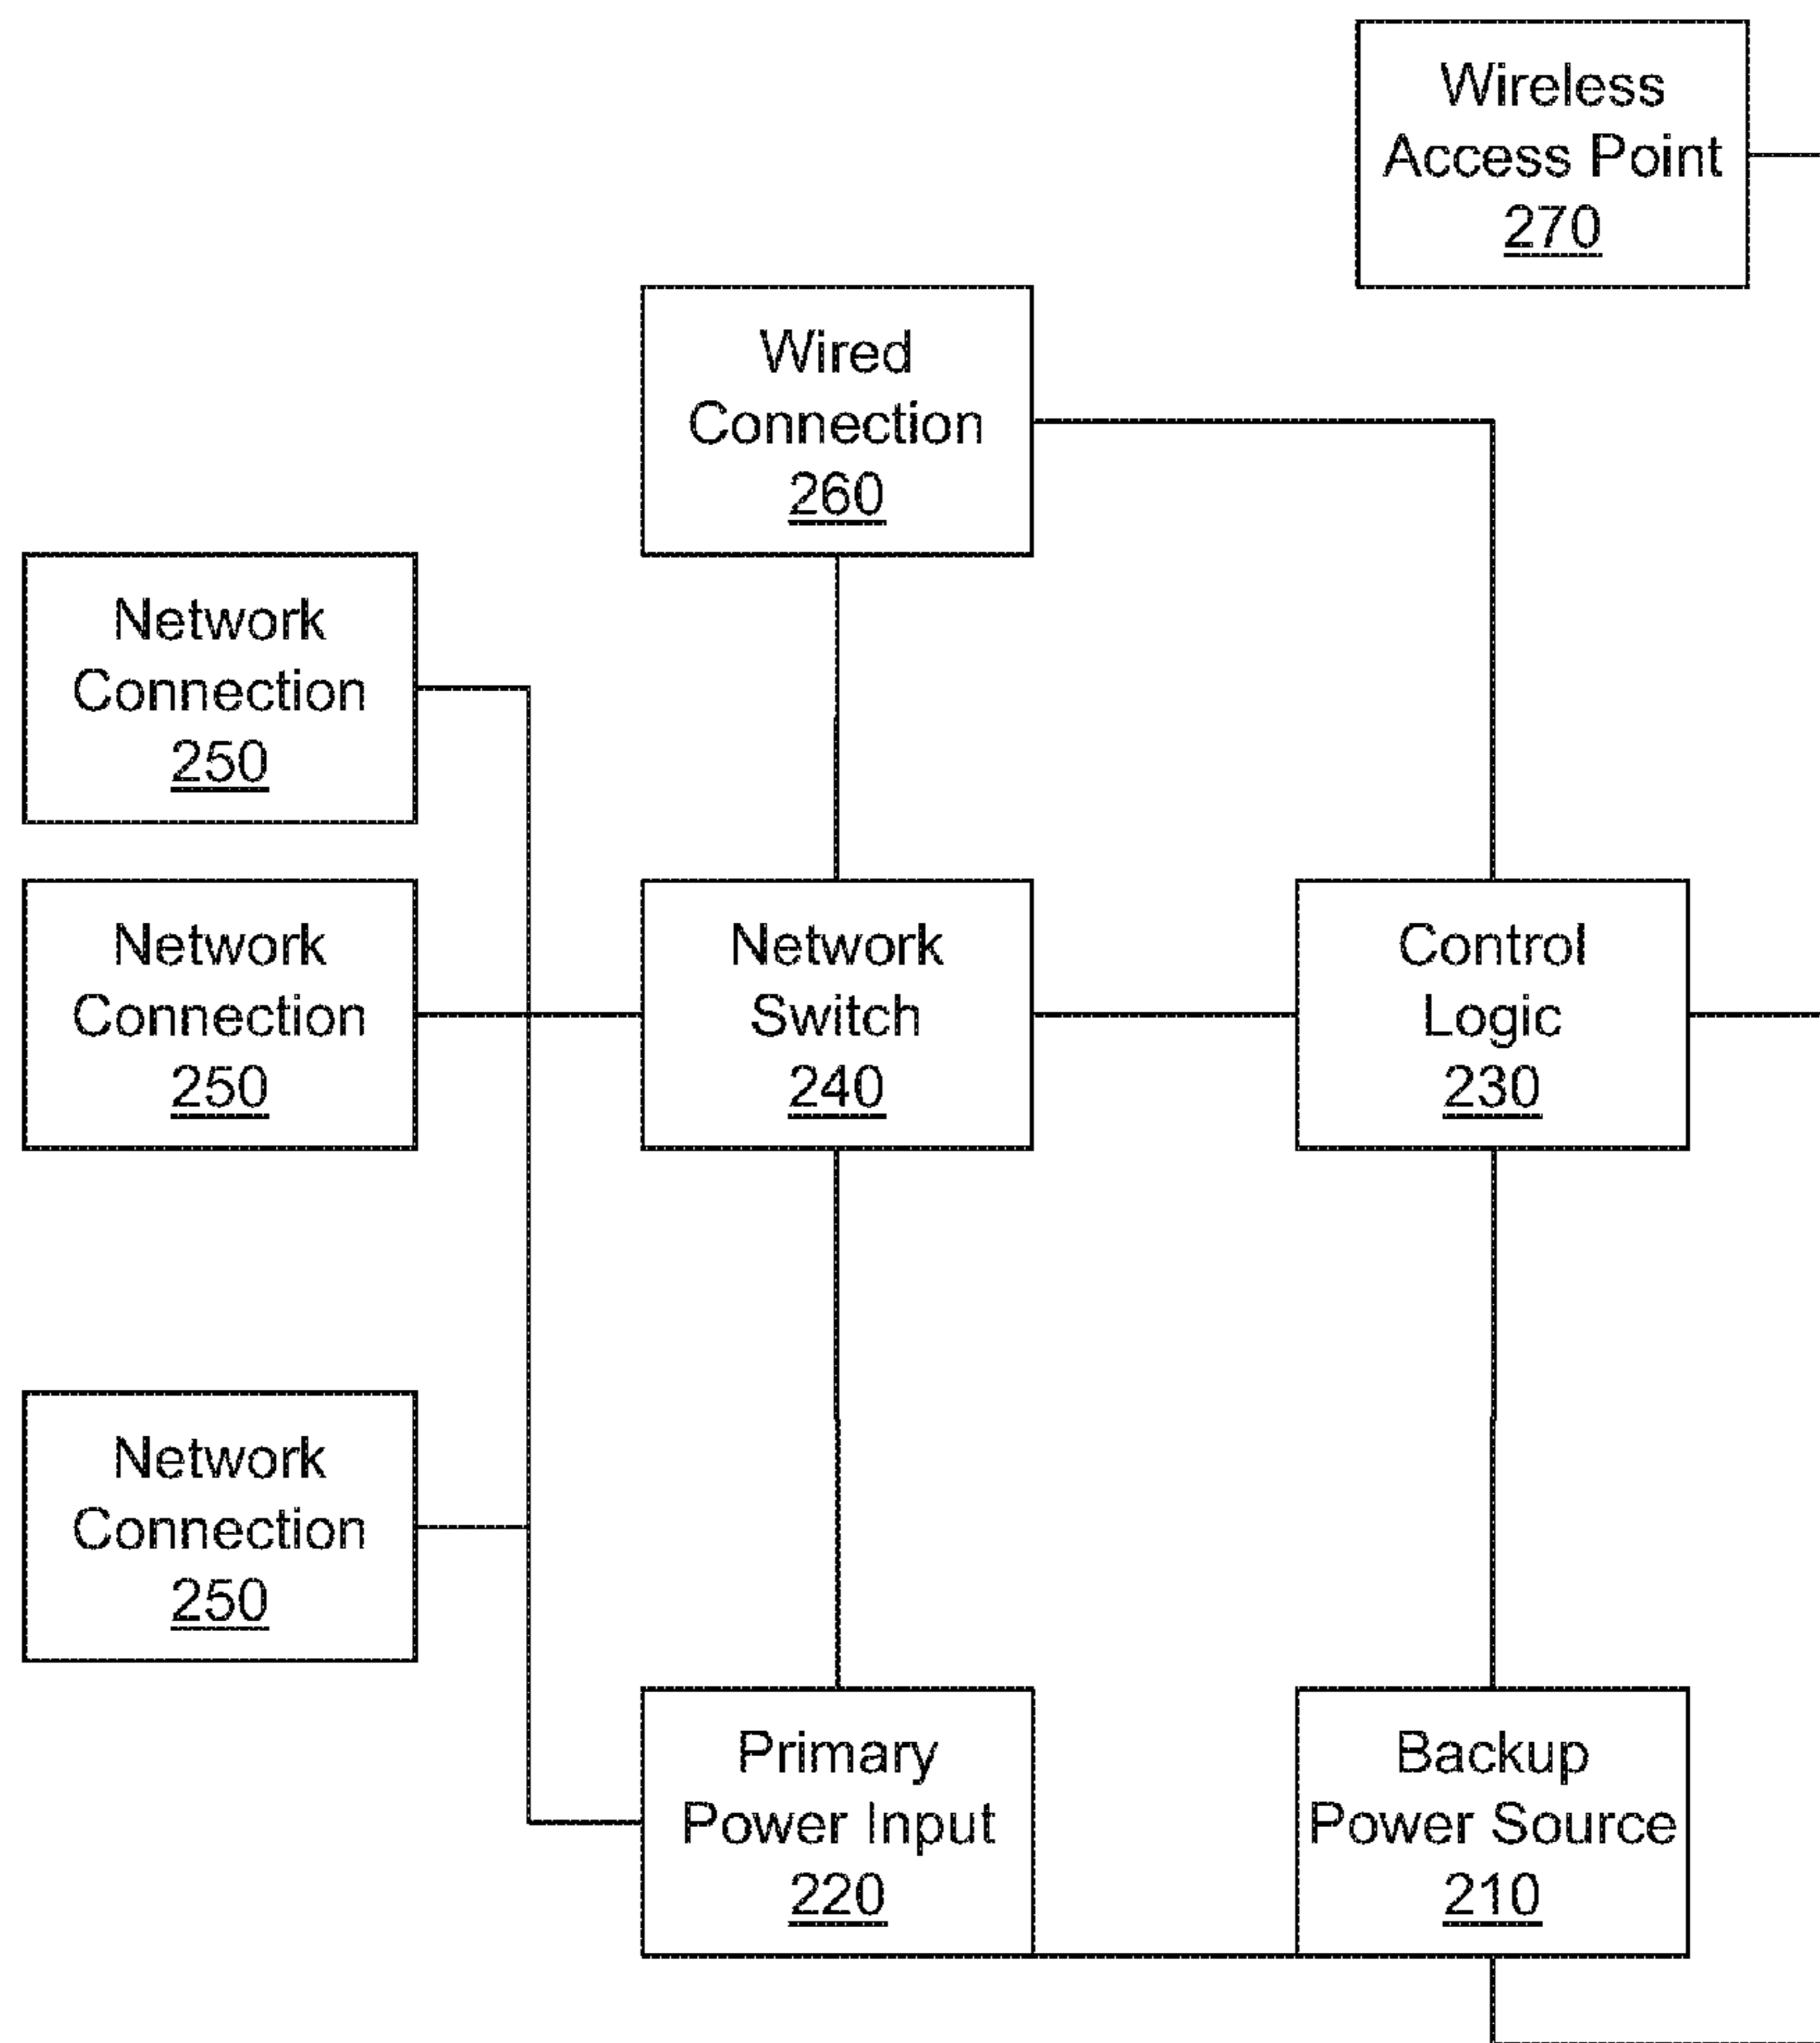 Wireless
Access Point
270
Wired
Connection
260
Network
Connection
250
Network
Connection
250
Network
Switch
240
Control
Logic
230
Network
Connection
250
Primary
Power Input
220
Backup
Power Source
210